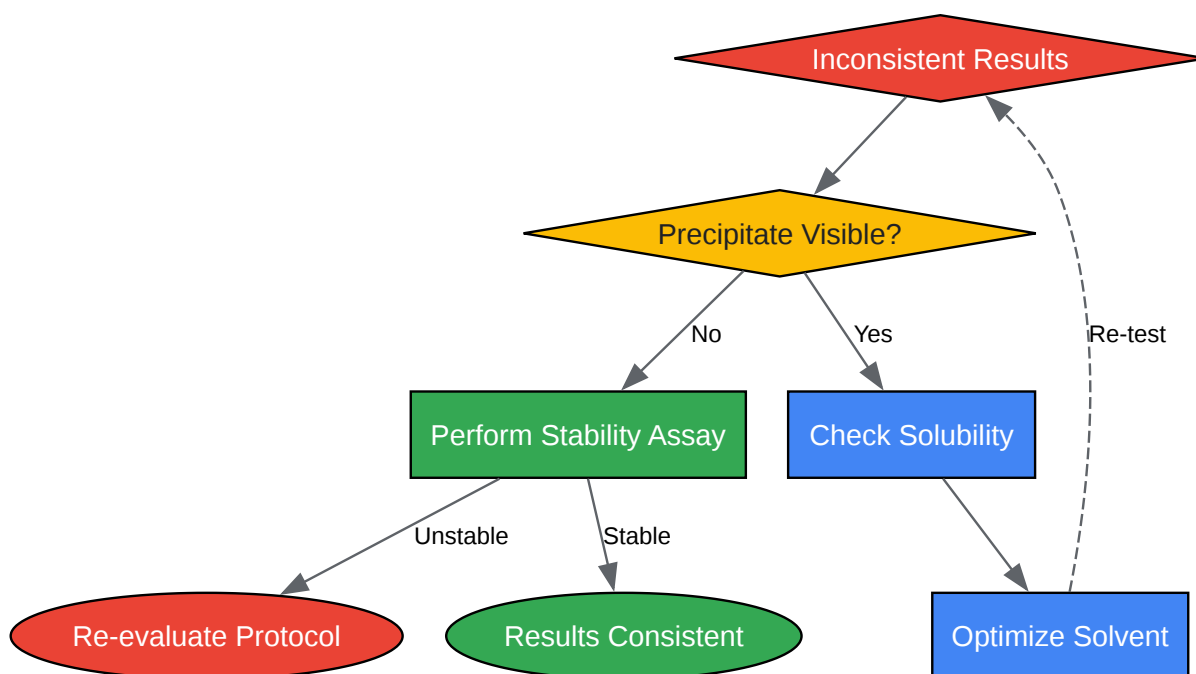 Inconsistent Results
Precipitate Visible?
No
Yes
Re-test
Perform Stability Assay
Check Solubility
Unstable
Stable
Re-evaluate Protocol
Results Consistent
Optimize Solvent